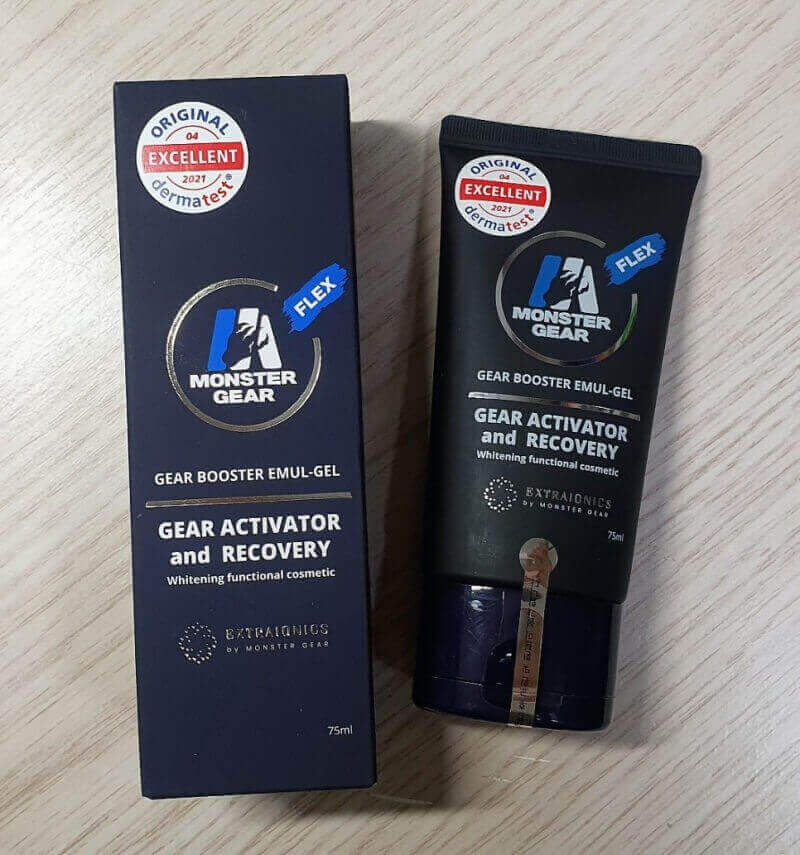 ORIGINAL
04
EXCELLENT
2021
dermatest®
FLEX
MONSTER
GEAR
GEAR BOOSTER EMUL-GEL
GEAR ACTIVATOR
and RECOVERY
Whitening functional cosmetic
EXTRAIONICS
by MONSTER GEAR
75ml
ORIGINAL
04
EXCELLENT
2021
dermatest®
FLEX
MONSTER
GEAR
GEAR BOOSTER EMUL-GEL
GEAR ACTIVATOR
and RECOVERY
Whitening functional cosmetic
EXTRAIONICS
by MONSTER GEAR
75ml